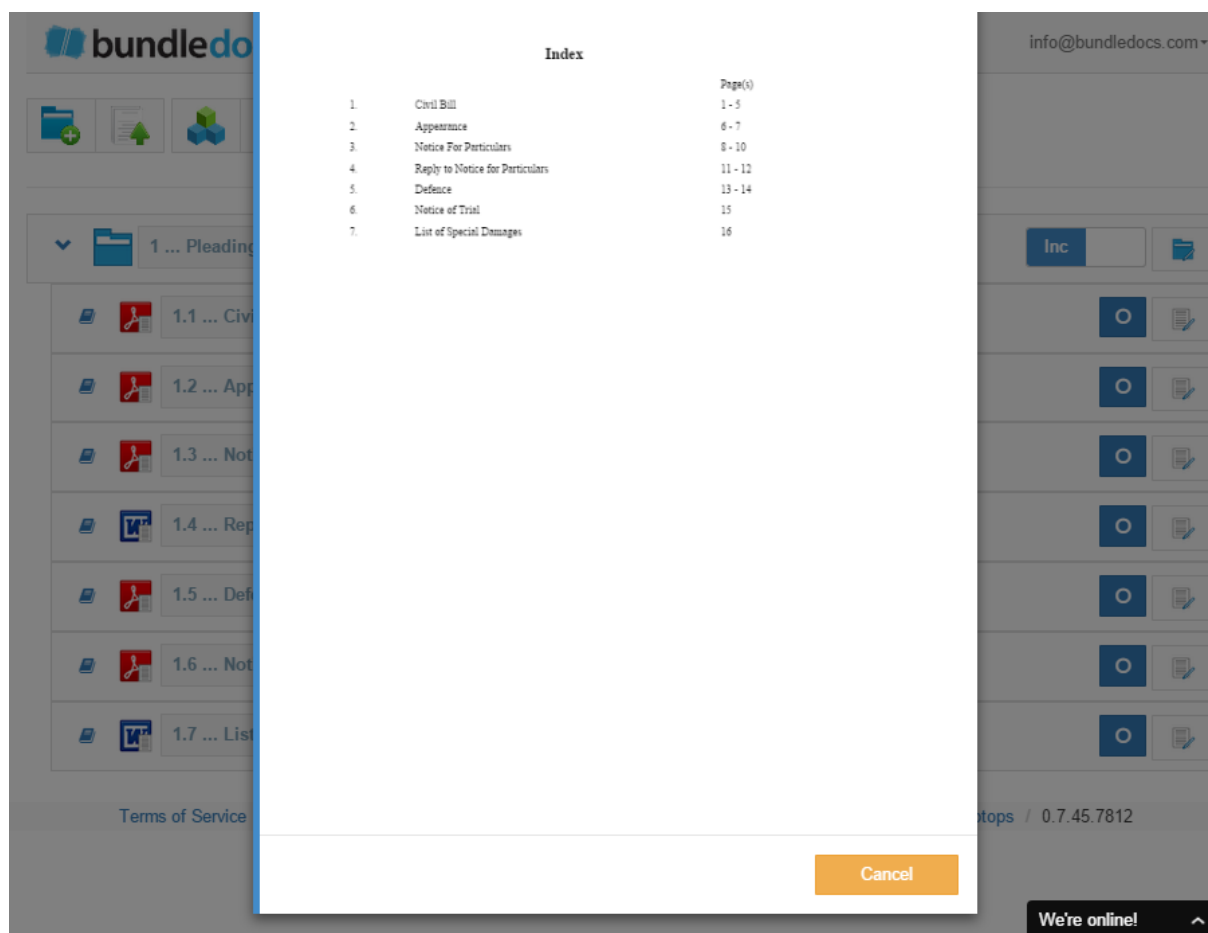 bundledo
info@bundledocs.com
Index
Page(s)
1. Civil Bill 1 - 5
2. Appearance 6 - 7
3. Notice For Particulars 8 - 10
4. Reply to Notice for Particulars 11 - 12
5. Defence 13 - 14
6. Notice of Trial 15
7. List of Special Damages 16
1 ... Pleading
Inc
1.1 ... Civi
1.2 ... App
1.3 ... Not
1.4 ... Rep
1.5 ... Def
1.6 ... Not
1.7 ... List
Terms of Service
ptops / 0.7.45.7812
Cancel
We're online!